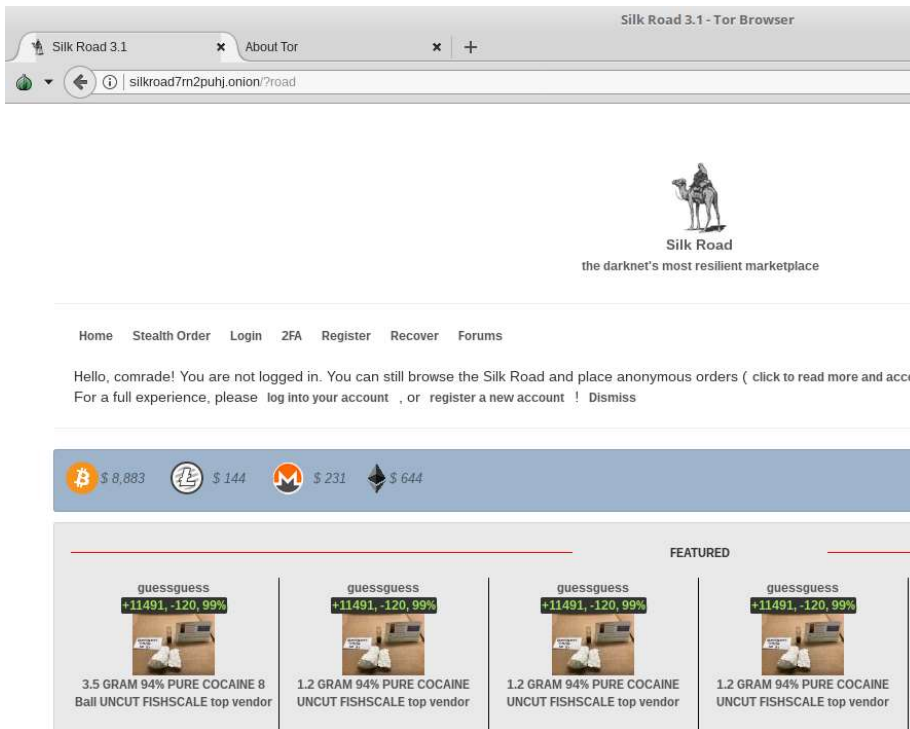 Silk Road 3.1 - Tor Browser
Silk Road 3.1
About Tor
silkroad7rn2puhj.onion/?road
Silk Road
the darknet's most resilient marketplace
Home Stealth Order Login 2FA Register Recover Forums
Hello, comrade! You are not logged in. You can still browse the Silk Road and place anonymous orders ( click to read more and acc
For a full experience, please log into your account , or register a new account ! Dismiss
$ 8,883 $ 144 $ 231 $ 644
FEATURED
guessguess guessguess guessguess guessguess
+11491, -120, 99% +11491, -120, 99% +11491, -120, 99% +11491, -120, 99%
3.5 GRAM 94% PURE COCAINE 8 1.2 GRAM 94% PURE COCAINE 1.2 GRAM 94% PURE COCAINE 1.2 GRAM 94% PURE COCAINE
Ball UNCUT FISHSCALE top vendor UNCUT FISHSCALE top vendor UNCUT FISHSCALE top vendor UNCUT FISHSCALE top vendor